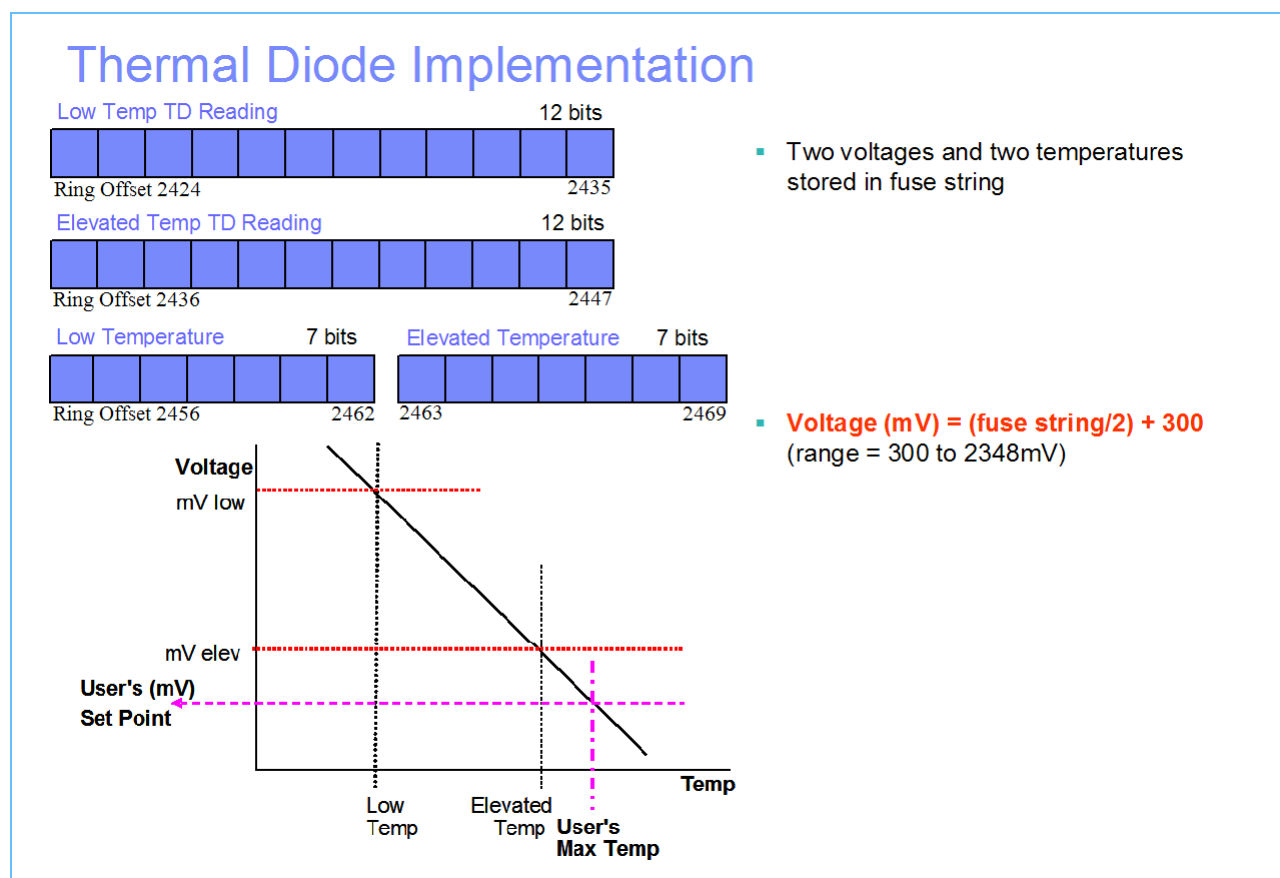 Thermal Diode Implementation
Low Temp TD Reading 12 bits
Ring Offset 2424 2435
Elevated Temp TD Reading 12 bits
Ring Offset 2436 2447
Low Temperature 7 bits Elevated Temperature 7 bits
Ring Offset 2456 2462 2463 2469
▪ Two voltages and two temperatures
stored in fuse string
▪ Voltage (mV) = (fuse string/2) + 300
(range = 300 to 2348mV)
Voltage
mV low
mV elev
User's (mV)
Set Point
Temp
Low
Temp
Elevated
Temp
User's
Max Temp